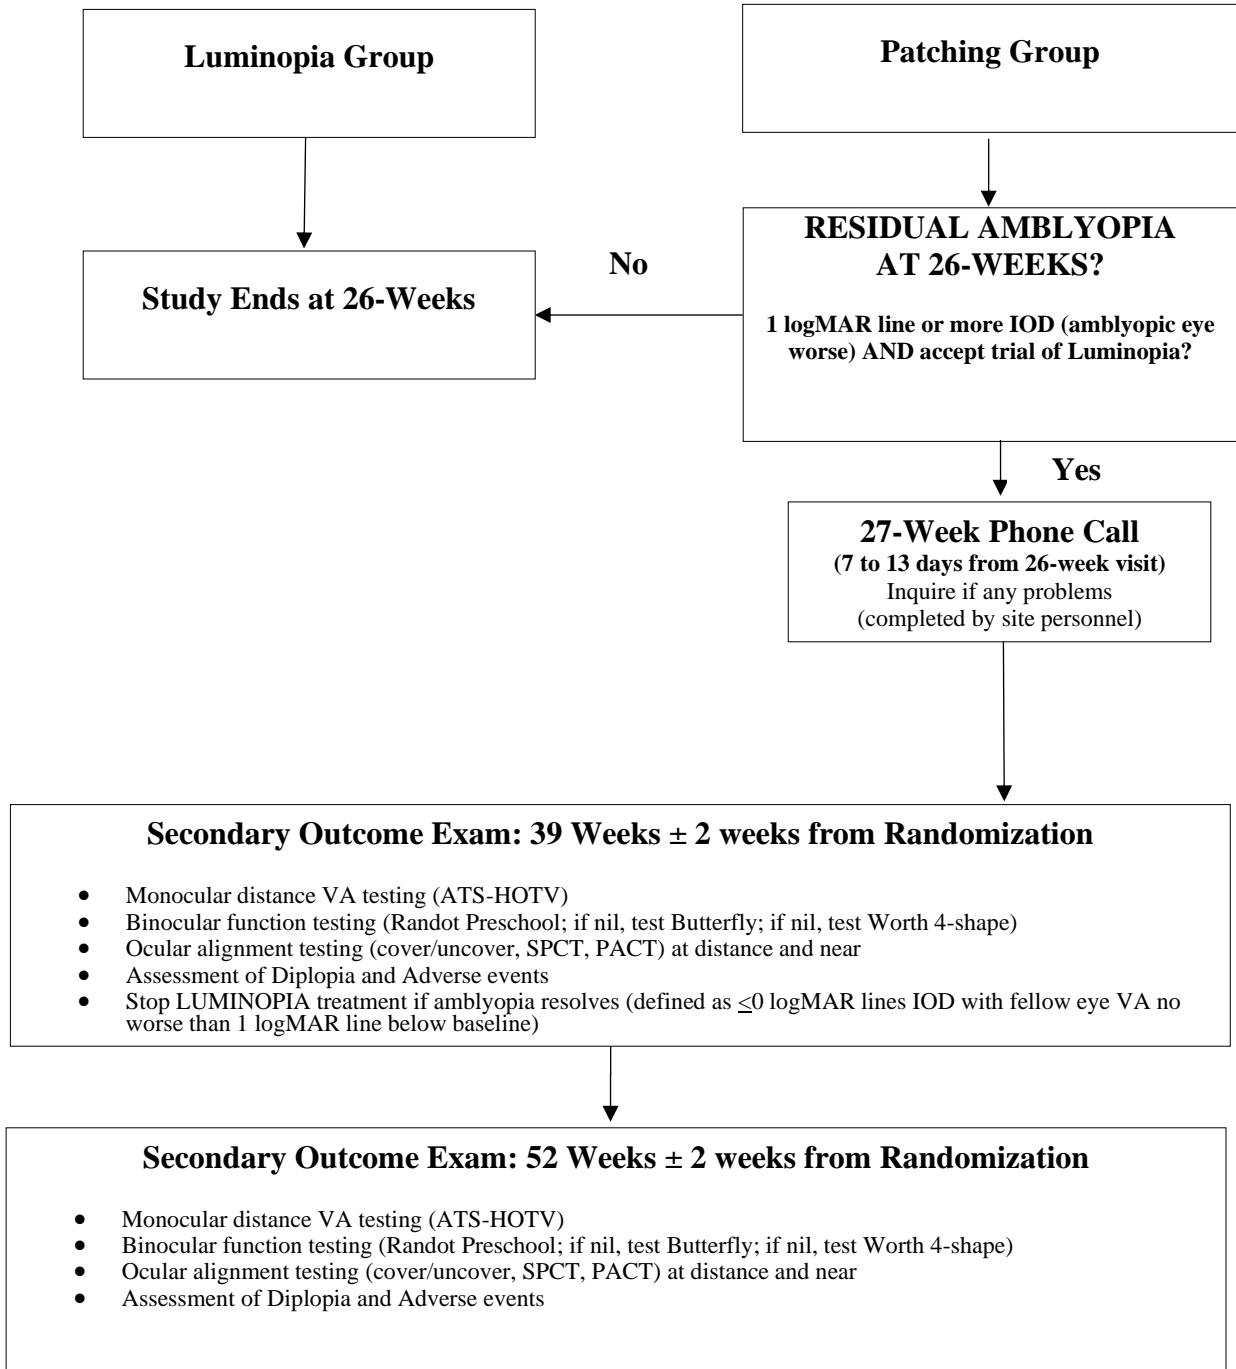 Luminopia Group
Patching Group
RESIDUAL AMBLYOPIA
AT 26-WEEKS?
1 logMAR line or more IOD (amblyopic eye
worse) AND accept trial of Luminopia?
No
Study Ends at 26-Weeks
Yes
27-Week Phone Call
(7 to 13 days from 26-week visit)
Inquire if any problems
(completed by site personnel)
Secondary Outcome Exam: 39 Weeks ± 2 weeks from Randomization
• Monocular distance VA testing (ATS-HOTV)
• Binocular function testing (Randot Preschool; if nil, test Butterfly; if nil, test Worth 4-shape)
• Ocular alignment testing (cover/uncover, SPCT, PACT) at distance and near
• Assessment of Diplopia and Adverse events
• Stop LUMINOPIA treatment if amblyopia resolves (defined as <0 logMAR lines IOD with fellow eye VA no
worse than 1 logMAR line below baseline)
Secondary Outcome Exam: 52 Weeks ± 2 weeks from Randomization
• Monocular distance VA testing (ATS-HOTV)
• Binocular function testing (Randot Preschool; if nil, test Butterfly; if nil, test Worth 4-shape)
• Ocular alignment testing (cover/uncover, SPCT, PACT) at distance and near
• Assessment of Diplopia and Adverse events